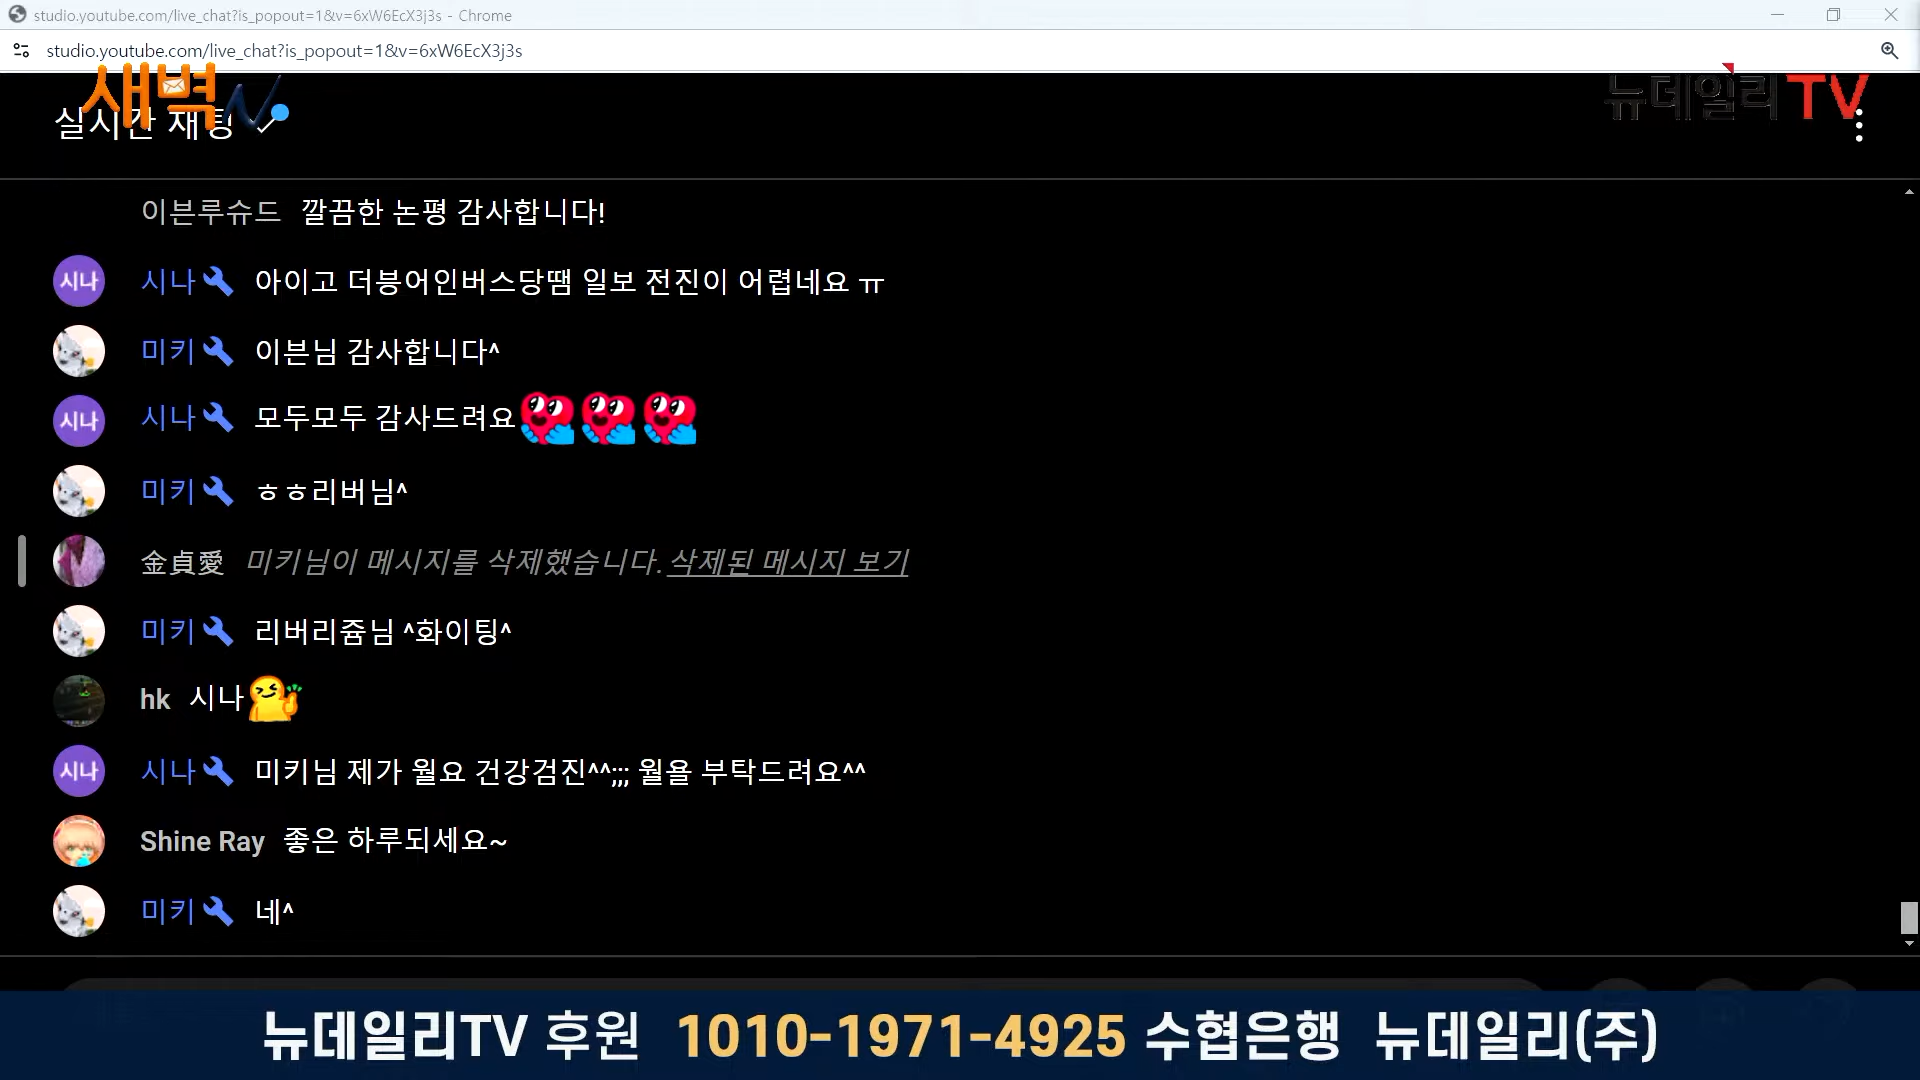 studio.youtube.com/live_chat?is_popout=1&v=6xW6EcX3j3s - Chrome
studio.youtube.com/live_chat?is_popout=1&v=6xW6EcX3j3s
새벽N
뉴데일리TV
실시간 채팅
이븐루슈드 깔끔한 논평 감사합니다!
시나 시나 아이고 더븡어인버스당땜 일보 전진이 어렵네요 ㅠ
미키 이븐님 감사합니다^
시나 시나 모두모두 감사드려요
미키 ㅎㅎ리버님^
金貞愛 미키님이 메시지를 삭제했습니다. 삭제된 메시지 보기
미키 리버리쥼님 ^화이팅^
hk 시나
시나 시나 미키님 제가 월요 건강검진^^;;; 월욜 부탁드려요^^
Shine Ray 좋은 하루되세요~
미키 네^
뉴데일리TV 후원 1010-1971-4925 수협은행 뉴데일리(주)